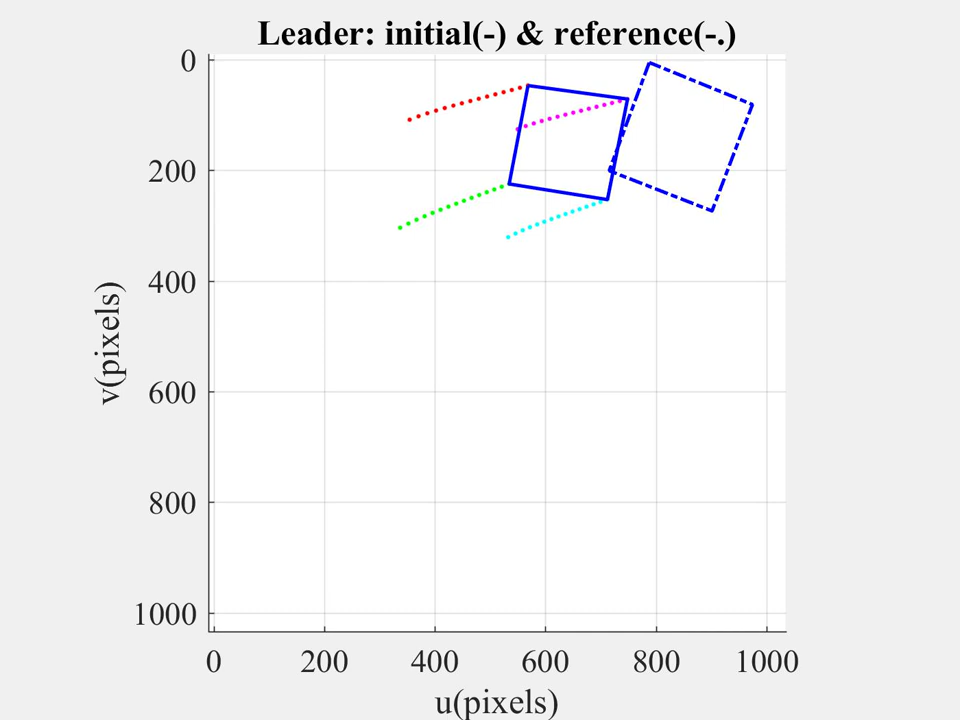 Leader: initial(-) & reference(-.)
0
200
400
600
800
1000
v(pixels)
0 200 400 600 800 1000
u(pixels)